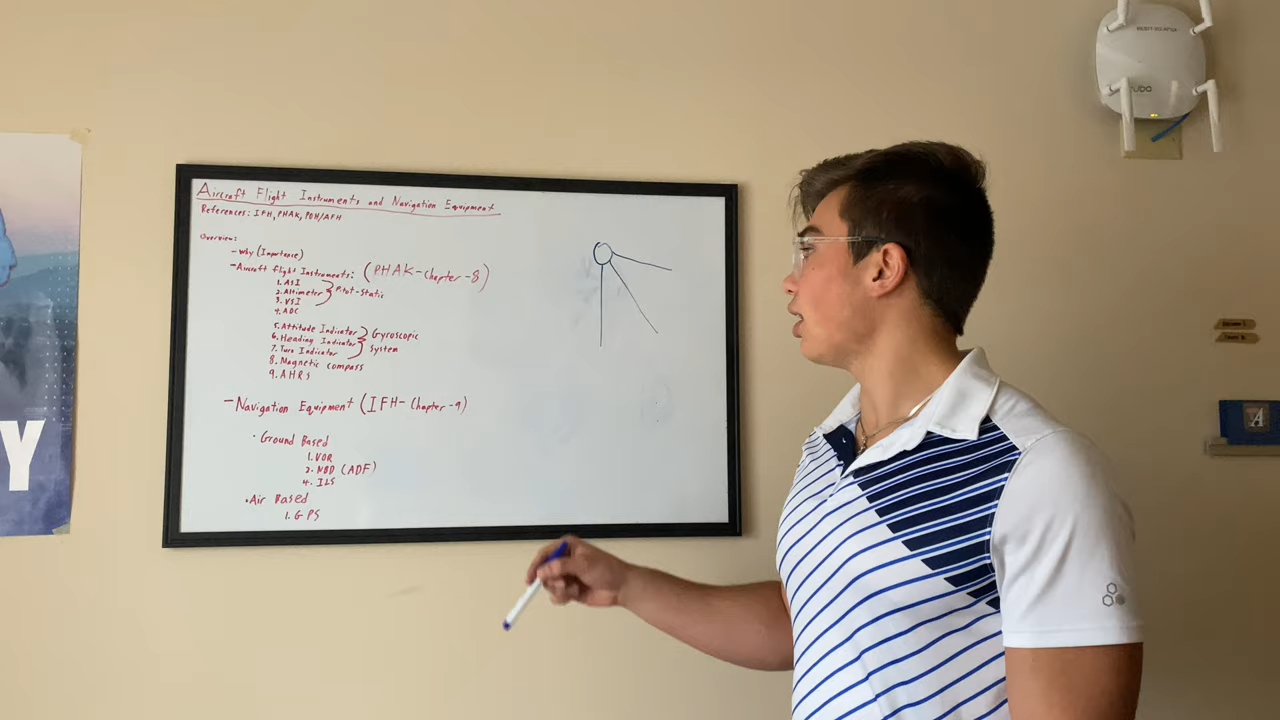 Aircraft Flight Instruments and Navigation Equipment
References: IFH, PHAK, POH/AFH
Overview:
- Why (Importance)
- Aircraft flight Instruments: (PHAK-Chapter-8)
1. ASI
2. Altimeter
3. VSI
Pitot-Static
4. ADC
5. Attitude Indicator
6. Heading Indicator
7. Turn Indicator
Gyroscopic
System
8. Magnetic compass
9. AHRS
- Navigation Equipment (IFH-Chapter-9)
· Ground Based
1. VOR
2. NBD (ADF)
4. ILS
· Air Based
1. GPS
Y